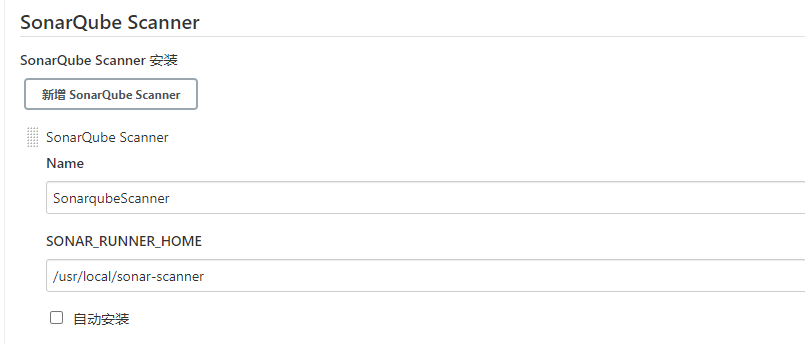 SonarQube Scanner
SonarQube Scanner 安装
新增 SonarQube Scanner
SonarQube Scanner
Name
SonarqubeScanner
SONAR_RUNNER_HOME
/usr/local/sonar-scanner
自动安装